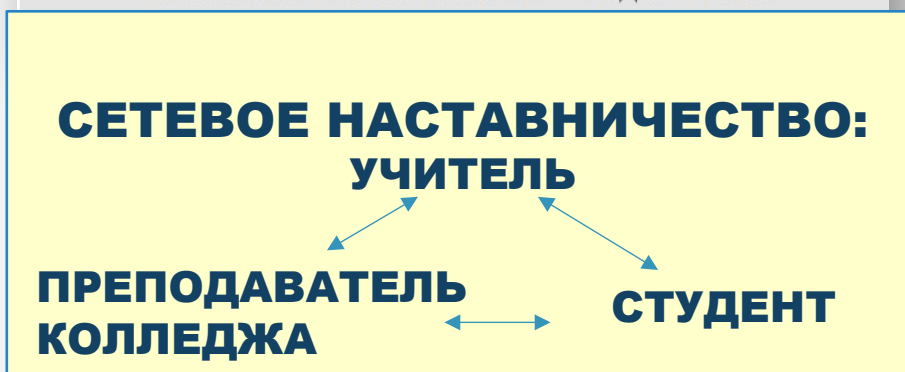 СЕТЕВОЕ НАСТАВНИЧЕСТВО:
УЧИТЕЛЬ
ПРЕПОДАВАТЕЛЬ
КОЛЛЕДЖА
СТУДЕНТ